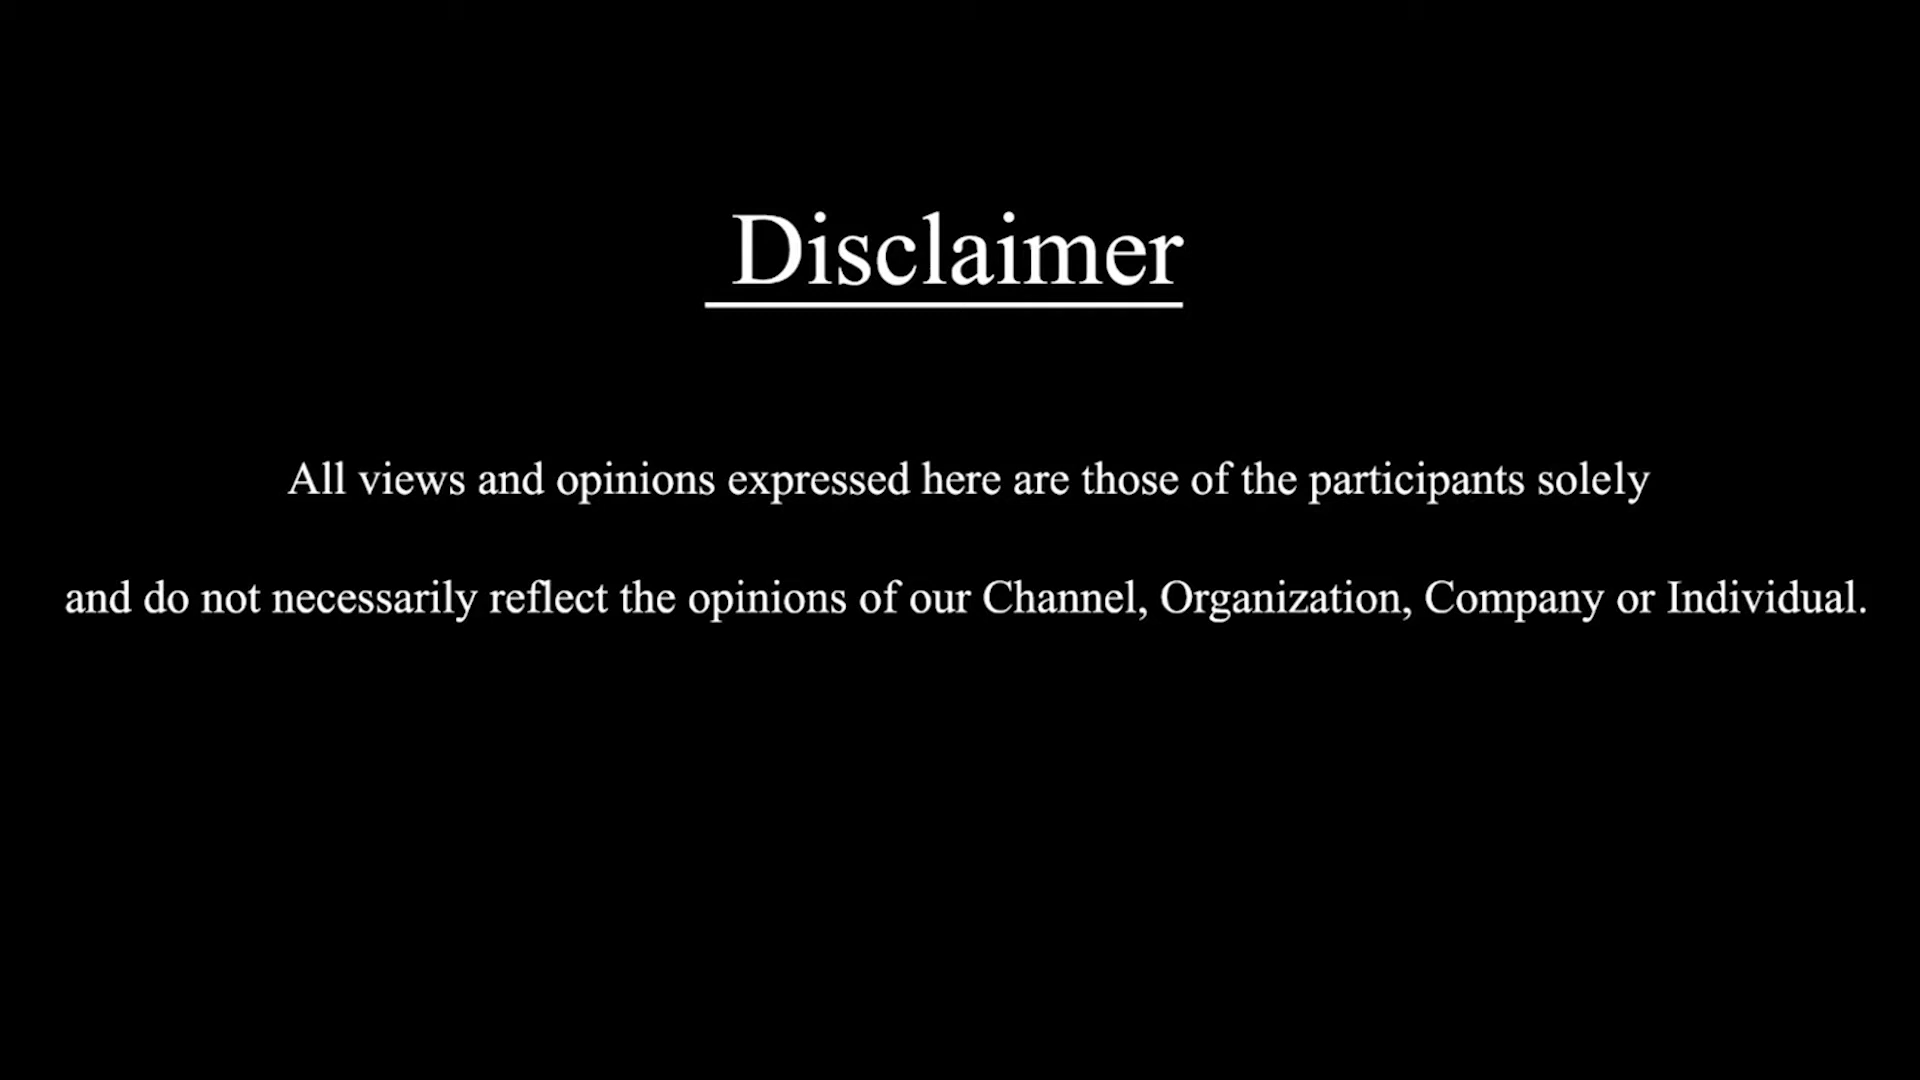 Disclaimer
All views and opinions expressed here are those of the participants solely
and do not necessarily reflect the opinions of our Channel, Organization, Company or Individual.